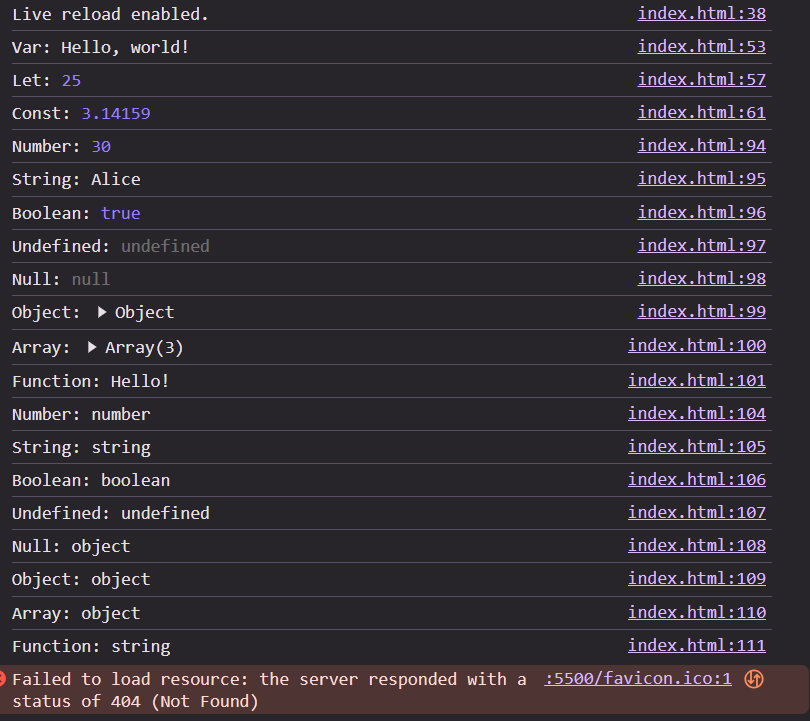 Live reload enabled. index.html:38
Var: Hello, world! index.html:53
Let: 25 index.html:57
Const: 3.14159 index.html:61
Number: 30 index.html:94
String: Alice index.html:95
Boolean: true index.html:96
Undefined: undefined index.html:97
Null: null index.html:98
Object: ▶ Object index.html:99
Array: ▶ Array(3) index.html:100
Function: Hello! index.html:101
Number: number index.html:104
String: string index.html:105
Boolean: boolean index.html:106
Undefined: undefined index.html:107
Null: object index.html:108
Object: object index.html:109
Array: object index.html:110
Function: string index.html:111
Failed to load resource: the server responded with a :5500/favicon.ico:1
status of 404 (Not Found)